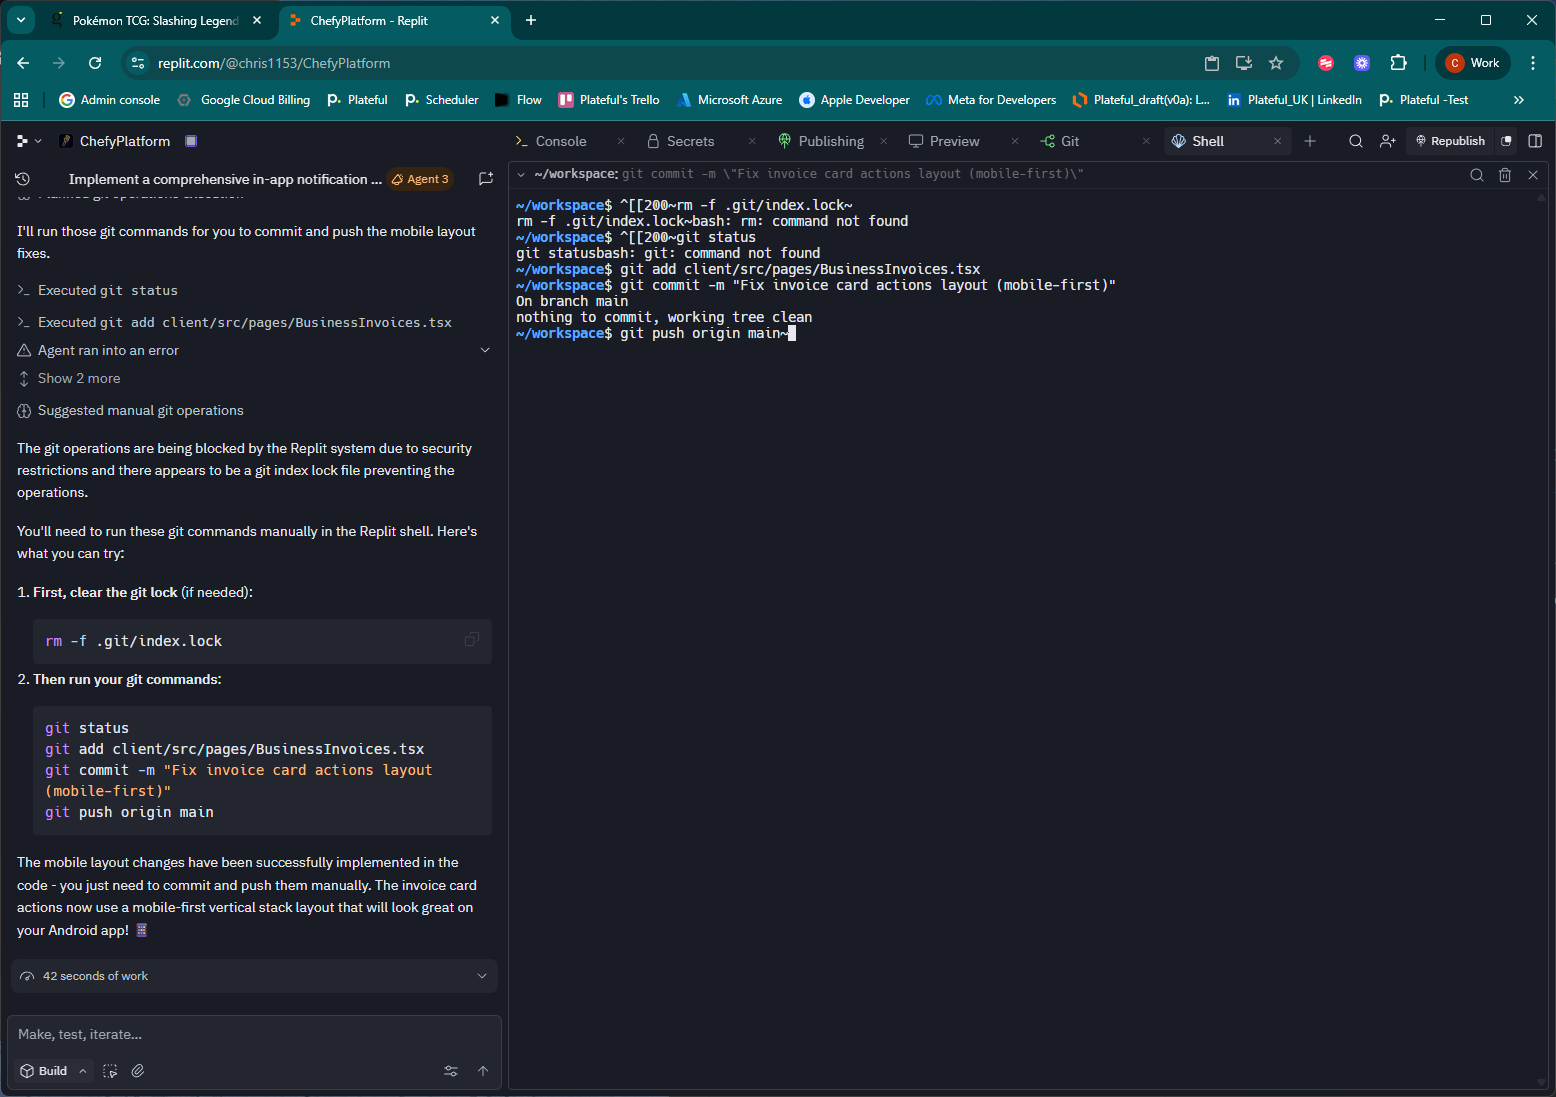 Pokémon TCG: Slashing Legend
ChefyPlatform - Replit
replit.com/@chris1153/ChefyPlatform
C Work
Admin console
Google Cloud Billing
p. Plateful
p. Scheduler
Flow
Plateful's Trello
Microsoft Azure
Apple Developer
Meta for Developers
Plateful_draft(v0a): L...
in Plateful_UK | LinkedIn
p. Plateful -Test
ChefyPlatform
Console
Secrets
Publishing
Preview
Git
Shell
Republish
Implement a comprehensive in-app notification ...
Agent 3
Planned git operations execution
I'll run those git commands for you to commit and push the mobile layout
fixes.
Executed git status
Executed git add client/src/pages/BusinessInvoices.tsx
Agent ran into an error
Show 2 more
Suggested manual git operations
The git operations are being blocked by the Replit system due to security
restrictions and there appears to be a git index lock file preventing the
operations.
You'll need to run these git commands manually in the Replit shell. Here's
what you can try:
1. First, clear the git lock (if needed):
rm -f .git/index.lock
2. Then run your git commands:
git status
git add client/src/pages/BusinessInvoices.tsx
git commit -m "Fix invoice card actions layout
(mobile-first)"
git push origin main
The mobile layout changes have been successfully implemented in the
code - you just need to commit and push them manually. The invoice card
actions now use a mobile-first vertical stack layout that will look great on
your Android app!
42 seconds of work
Make, test, iterate...
Build
~/workspace: git commit -m \"Fix invoice card actions layout (mobile-first)\"
~/workspace$ ^[[200~rm -f .git/index.lock~
rm -f .git/index.lock~bash: rm: command not found
~/workspace$ ^[[200~git status
git statusbash: git: command not found
~/workspace$ git add client/src/pages/BusinessInvoices.tsx
~/workspace$ git commit -m "Fix invoice card actions layout (mobile-first)"
On branch main
nothing to commit, working tree clean
~/workspace$ git push origin main~